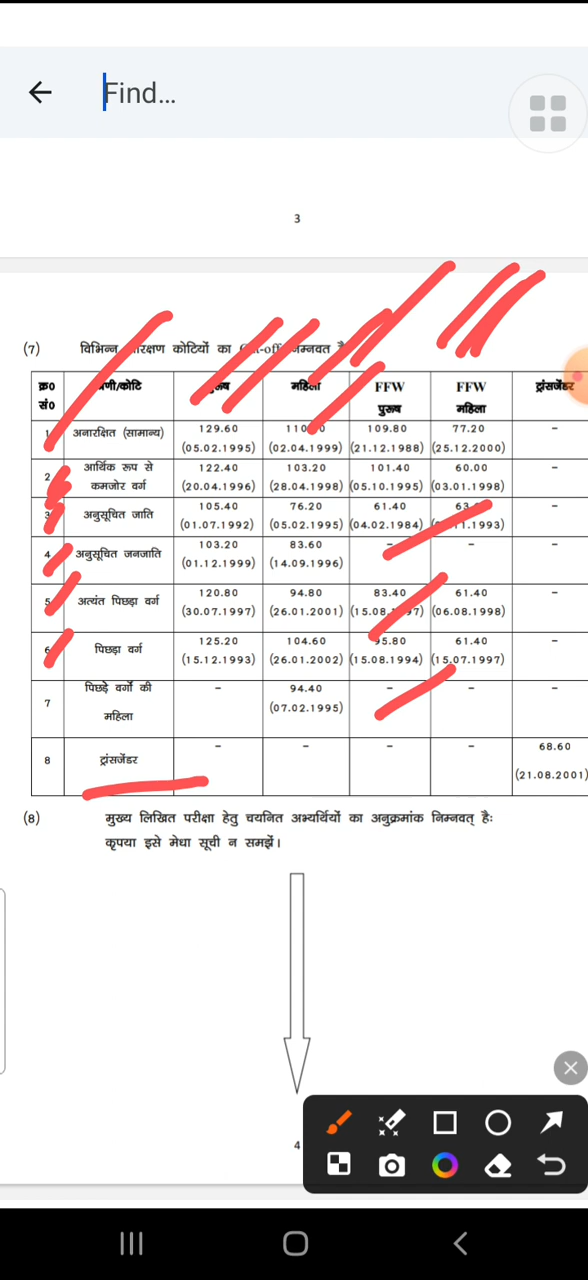 Find...
3
(7) विभिन्न कोटियों का निम्नवत है
क्र० सं० महिला FFW पुरूष FFW महिला ट्रांसजेंडर
अनारक्षित (सामान्य) 129.60 (05.02.1995) (02.04.1999) 109.80 (21.12.1988) 77.20 (25.12.2000) -
2 आर्थिक रूप से कमजोर वर्ग 122.40 (20.04.1996) 103.20 (28.04.1998) 101.40 (05.10.1995) 60.00 (03.01.1998) -
3 अनुसूचित जाति 105.40 (01.07.1992) 76.20 (05.02.1995) 61.40 (04.02.1984) -
4 अनुसूचित जनजाति 103.20 (01.12.1999) 83.60 (14.09.1996) - - -
5 अत्यंत पिछड़ा वर्ग 120.80 (30.07.1997) 94.80 (26.01.2001) 83.40 61.40 (06.08.1998) -
6 पिछड़ा वर्ग 125.20 (15.12.1993) 104.60 (26.01.2002) 95.80 (15.08.1994) 61.40 (15.07.1997) -
7 पिछड़े वर्गों की महिला - 94.40 (07.02.1995) - - -
8 ट्रांसजेंडर - - - - 68.60 (21.08.2001)
(8) मुख्य लिखित परीक्षा हेतु चयनित अभ्यर्थियों का अनुक्रमांक निम्नवत् है:
कृपया इसे मेधा सूची न समझें।
4